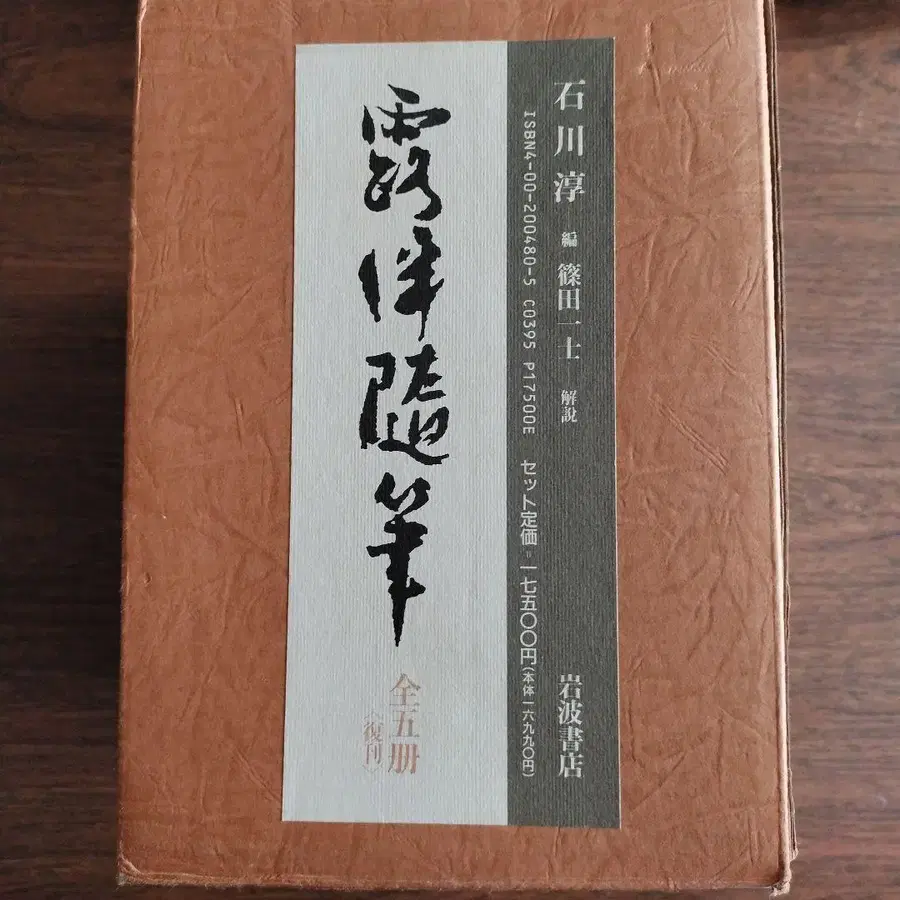 石川淳 編 篠田一士 解説 岩波書店
ISBN4-00-200480-5 C0395 P17500E セット定価=一七五〇〇円(本体一六九九〇円)
露伴随筆
全五册
〈復刊〉